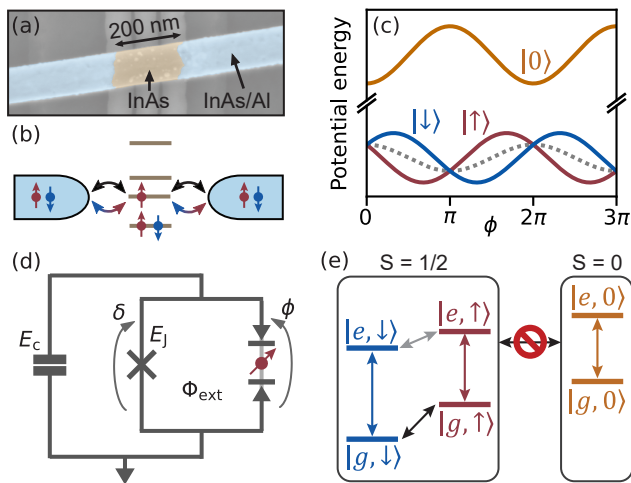 (a)
200 nm
InAs
InAs/Al
(b)
(c)
Potential energy
|0⟩
|↓⟩
|↑⟩
0
π
ϕ
2π
3π
(d)
E_c
δ
E_J
Φ_ext
ϕ
(e)
S = 1/2
S = 0
|e,↓⟩
|e,↑⟩
|e,0⟩
|g,↓⟩
|g,↑⟩
|g,0⟩